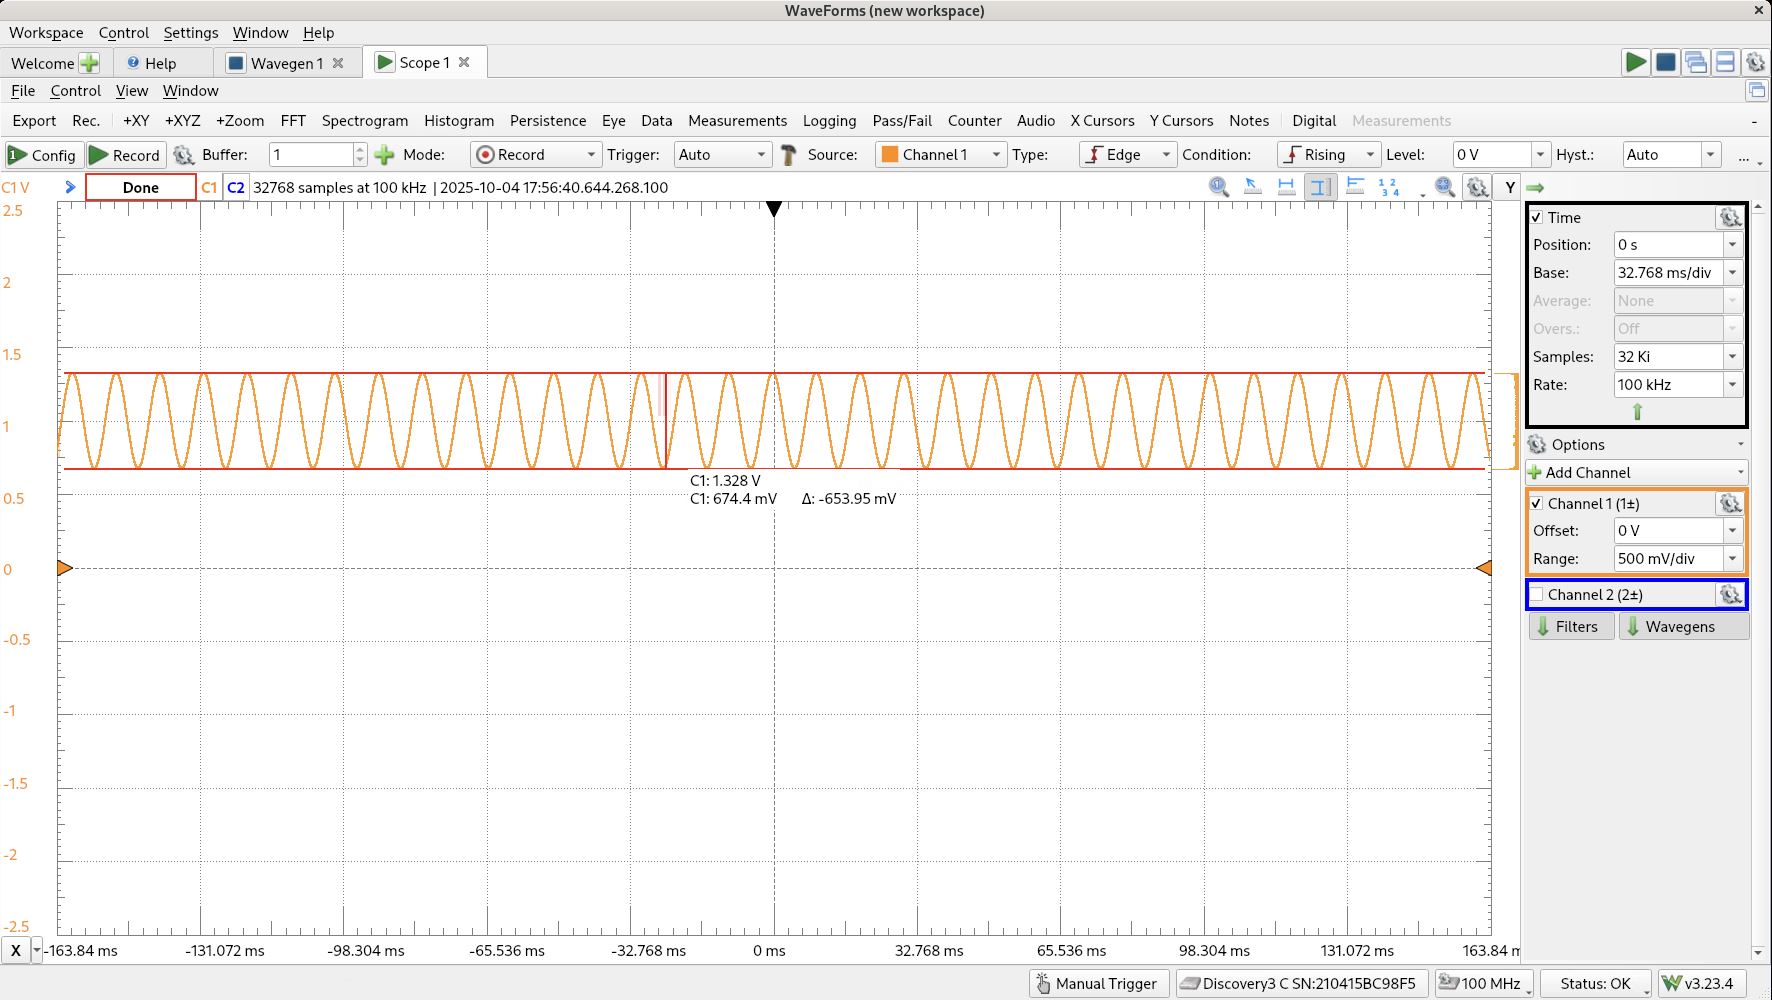 WaveForms (new workspace)
Workspace Control Settings Window Help
Welcome Help Wavegen 1 Scope 1
File Control View Window
Export Rec. +XY +XYZ +Zoom FFT Spectrogram Histogram Persistence Eye Data Measurements Logging Pass/Fail Counter Audio X Cursors Y Cursors Notes Digital Measurements
Config Record Buffer: 1 Mode: Record Trigger: Auto Source: Channel 1 Type: Edge Condition: Rising Level: 0 V Hyst.: Auto ...
C1 V Done C1 C2 32768 samples at 100 kHz | 2025-10-04 17:56:40.644.268.100 Y
2.5
2
1.5
1
0.5
0
-0.5
-1
-1.5
-2
-2.5
C1: 1.328 V
C1: 674.4 mV Δ: -653.95 mV
X -163.84 ms -131.072 ms -98.304 ms -65.536 ms -32.768 ms 0 ms 32.768 ms 65.536 ms 98.304 ms 131.072 ms 163.84 m
Time
Position: 0 s
Base: 32.768 ms/div
Average: None
Overs.: Off
Samples: 32 Ki
Rate: 100 kHz
Options
Add Channel
Channel 1 (1±)
Offset: 0 V
Range: 500 mV/div
Channel 2 (2±)
Filters Wavegens
Manual Trigger Discovery3 C SN:210415BC98F5 100 MHz Status: OK v3.23.4